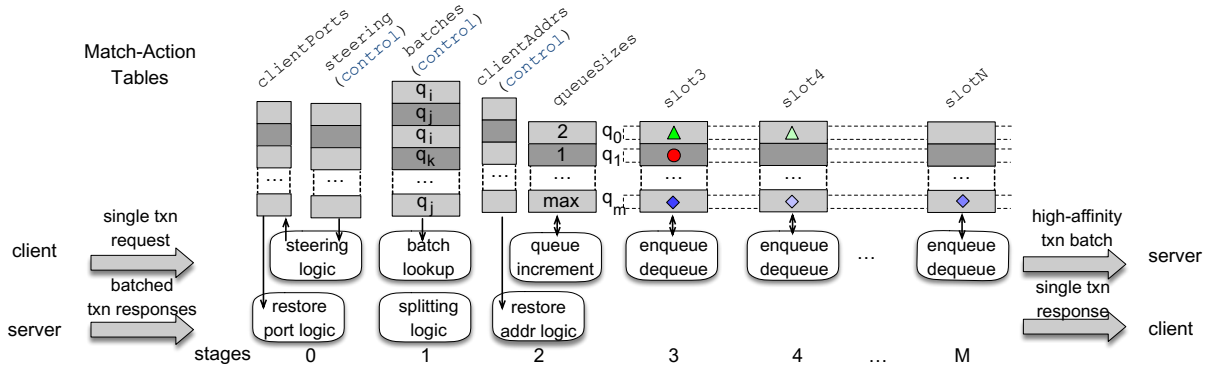 Match-Action
Tables
clientPorts
steering
(control)
batches
(control)
clientAddrs
(control)
queueSizes
slot3
slot4
slotN
q_i
q_j
q_i
q_k
...
q_j
2
1
...
max
q_0
q_1
...
q_m
...
...
...
...
...
...
client
single txn
request
steering
logic
batch
lookup
queue
increment
enqueue
dequeue
enqueue
dequeue
...
enqueue
dequeue
high-affinity
txn batch
server
server
batched
txn responses
restore
port logic
splitting
logic
restore
addr logic
single txn
response
client
stages 0 1 2 3 4 ... M